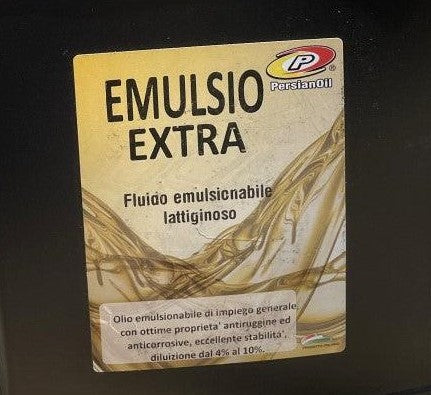 P
PersianOil
EMULSIO
EXTRA
Fluido emulsionabile
lattiginoso
Olio emulsionabile di impiego generale,
con ottime proprieta' antiruggine ed
anticorrosive, eccellente stabilita',
diluizione dal 4% al 10%.